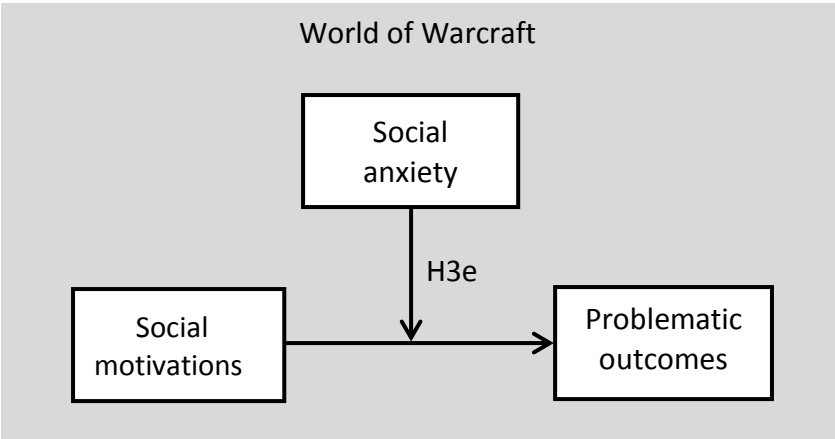 World of Warcraft
Social
anxiety
H3e
Social
motivations
Problematic
outcomes